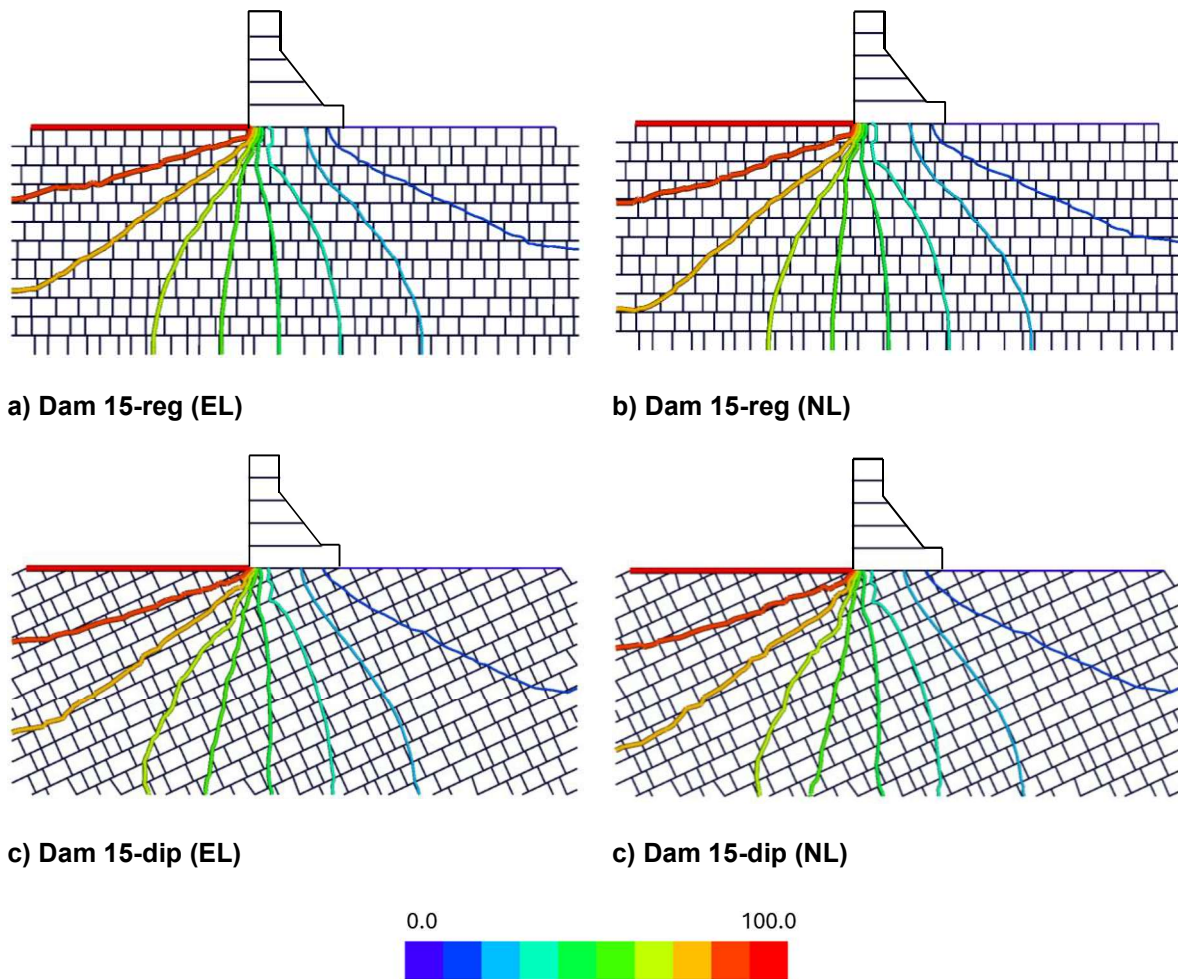 a) Dam 15-reg (EL)
b) Dam 15-reg (NL)
c) Dam 15-dip (EL)
c) Dam 15-dip (NL)
0.0 100.0